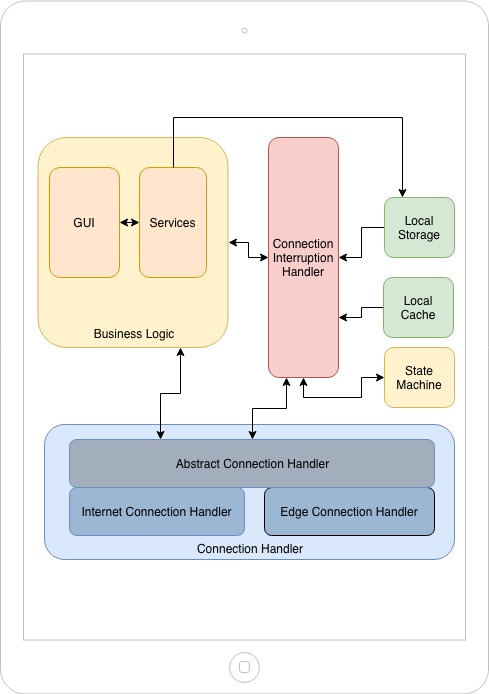 GUI
Services
Connection
Interruption
Handler
Local
Storage
Local
Cache
Business Logic
State
Machine
Abstract Connection Handler
Internet Connection Handler
Edge Connection Handler
Connection Handler